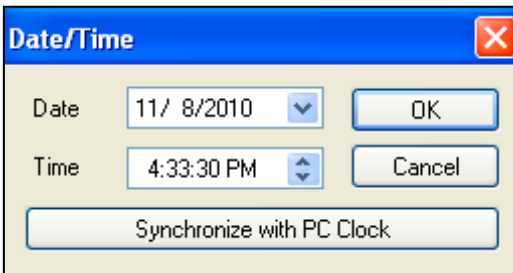 Date/Time
Date 11/ 8/2010 OK
Time 4:33:30 PM Cancel
Synchronize with PC Clock